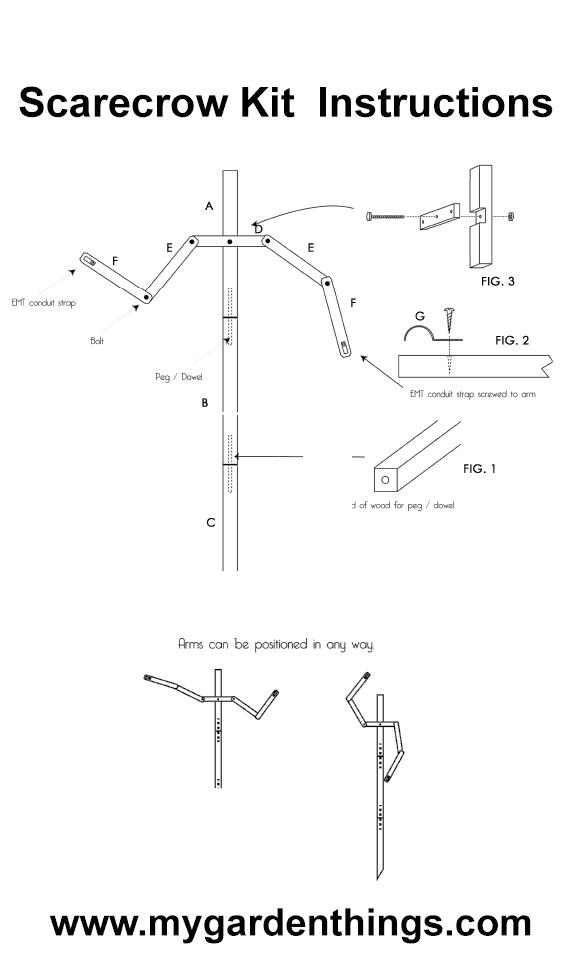 Scarecrow Kit Instructions
A
D
E
E
F
F
EMT conduit strap
Bolt
Peg / Dowel
B
C
FIG. 3
G
FIG. 2
EMT conduit strap screwed to arm
FIG. 1
d of wood for peg / dowel
Arms can be positioned in any way.
www.mygardenthings.com